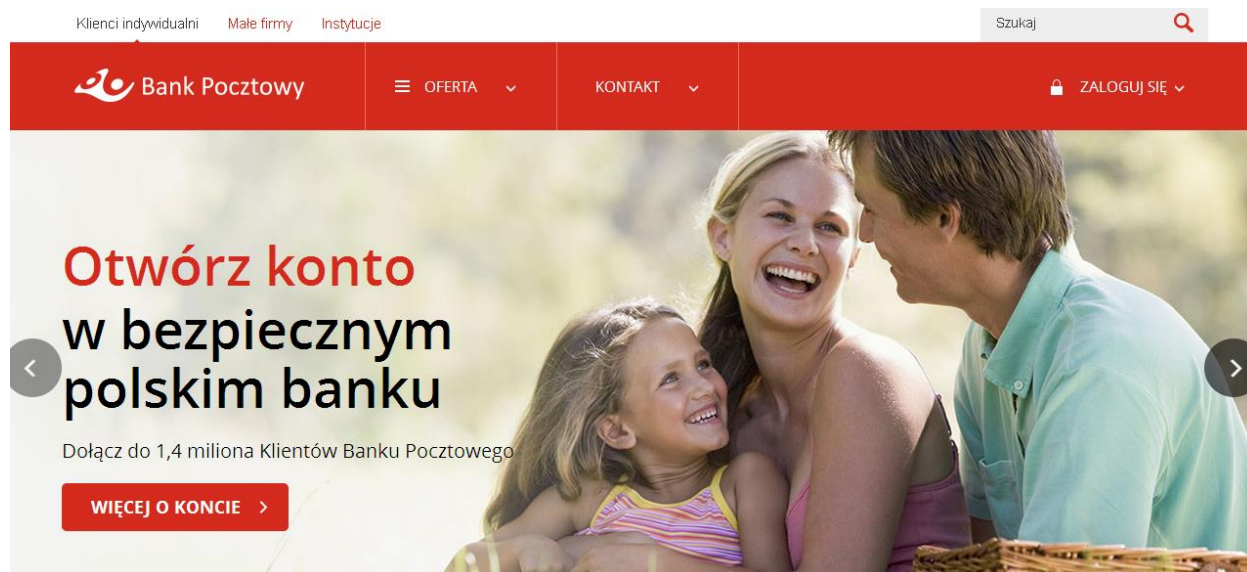 Klienci indywidualni Małe firmy Instytucje Szukaj
Bank Pocztowy OFERTA KONTAKT ZALOGUJ SIĘ
Otwórz konto
w bezpiecznym
polskim banku
Dołącz do 1,4 miliona Klientów Banku Pocztowego
WIĘCEJ O KONCIE